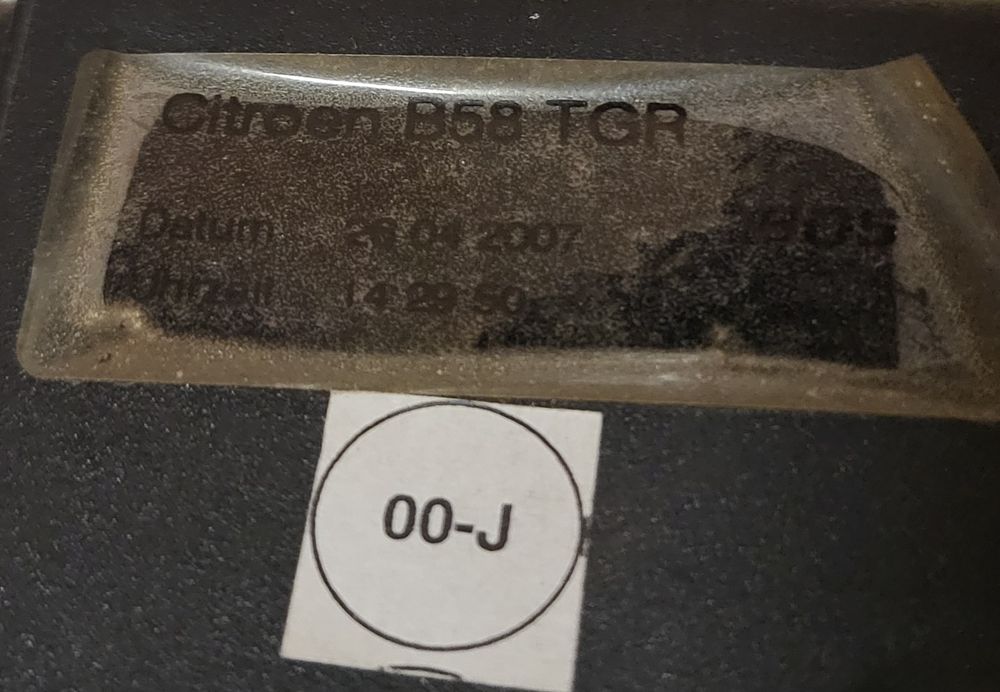 Citroen B58 TGR
Datum 26 04 2007
Uhrzeit 14 29 50
00-J